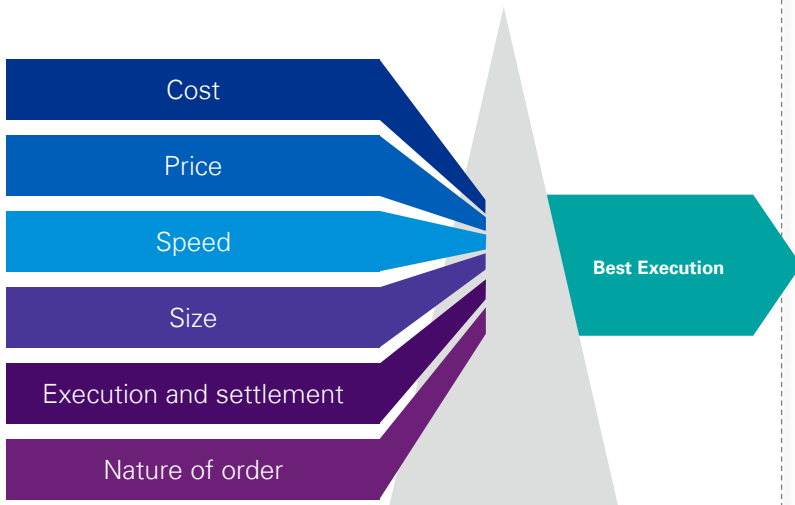 Cost
Price
Speed
Size
Execution and settlement
Nature of order
Best Execution